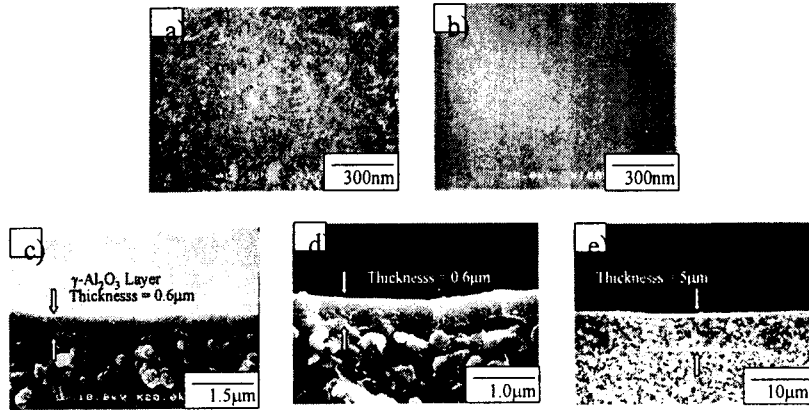 a)
b)
300nm
300nm
c)
γ-Al₂O₃ Layer
Thicknesss = 0.6μm
1.5μm
d
Thicknesss = 0.6μm
1.0μm
e)
Thicknesss = 5μm
10μm